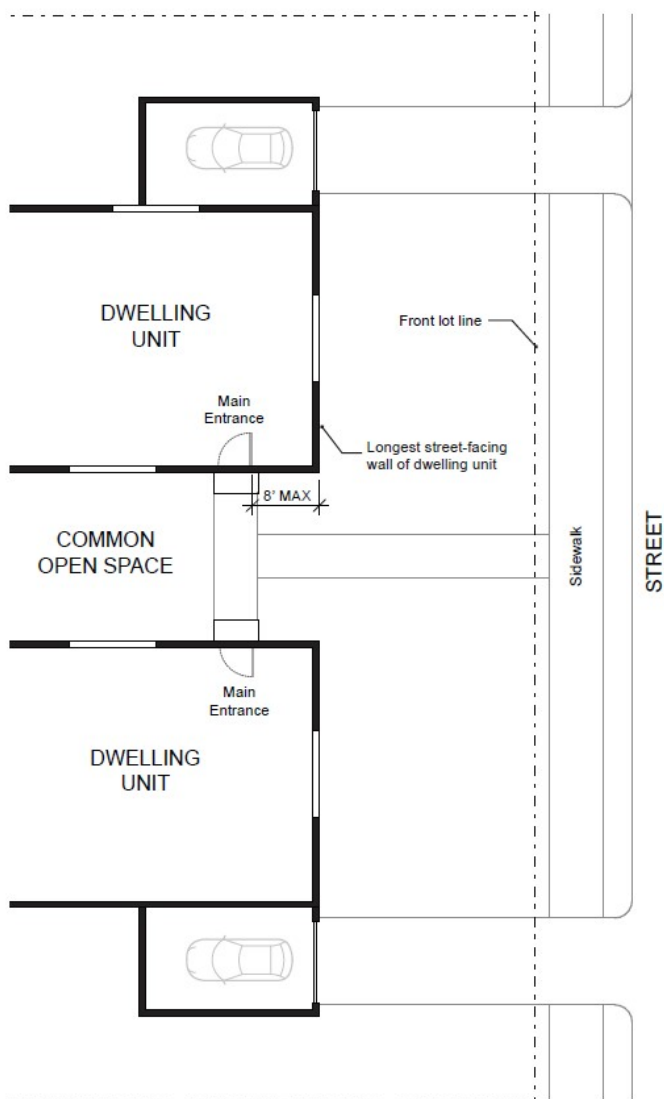 DWELLING
UNIT
Front lot line
Main
Entrance
Longest street-facing
wall of dwelling unit
8' MAX
COMMON
OPEN SPACE
Sidewalk
STREET
Main
Entrance
DWELLING
UNIT